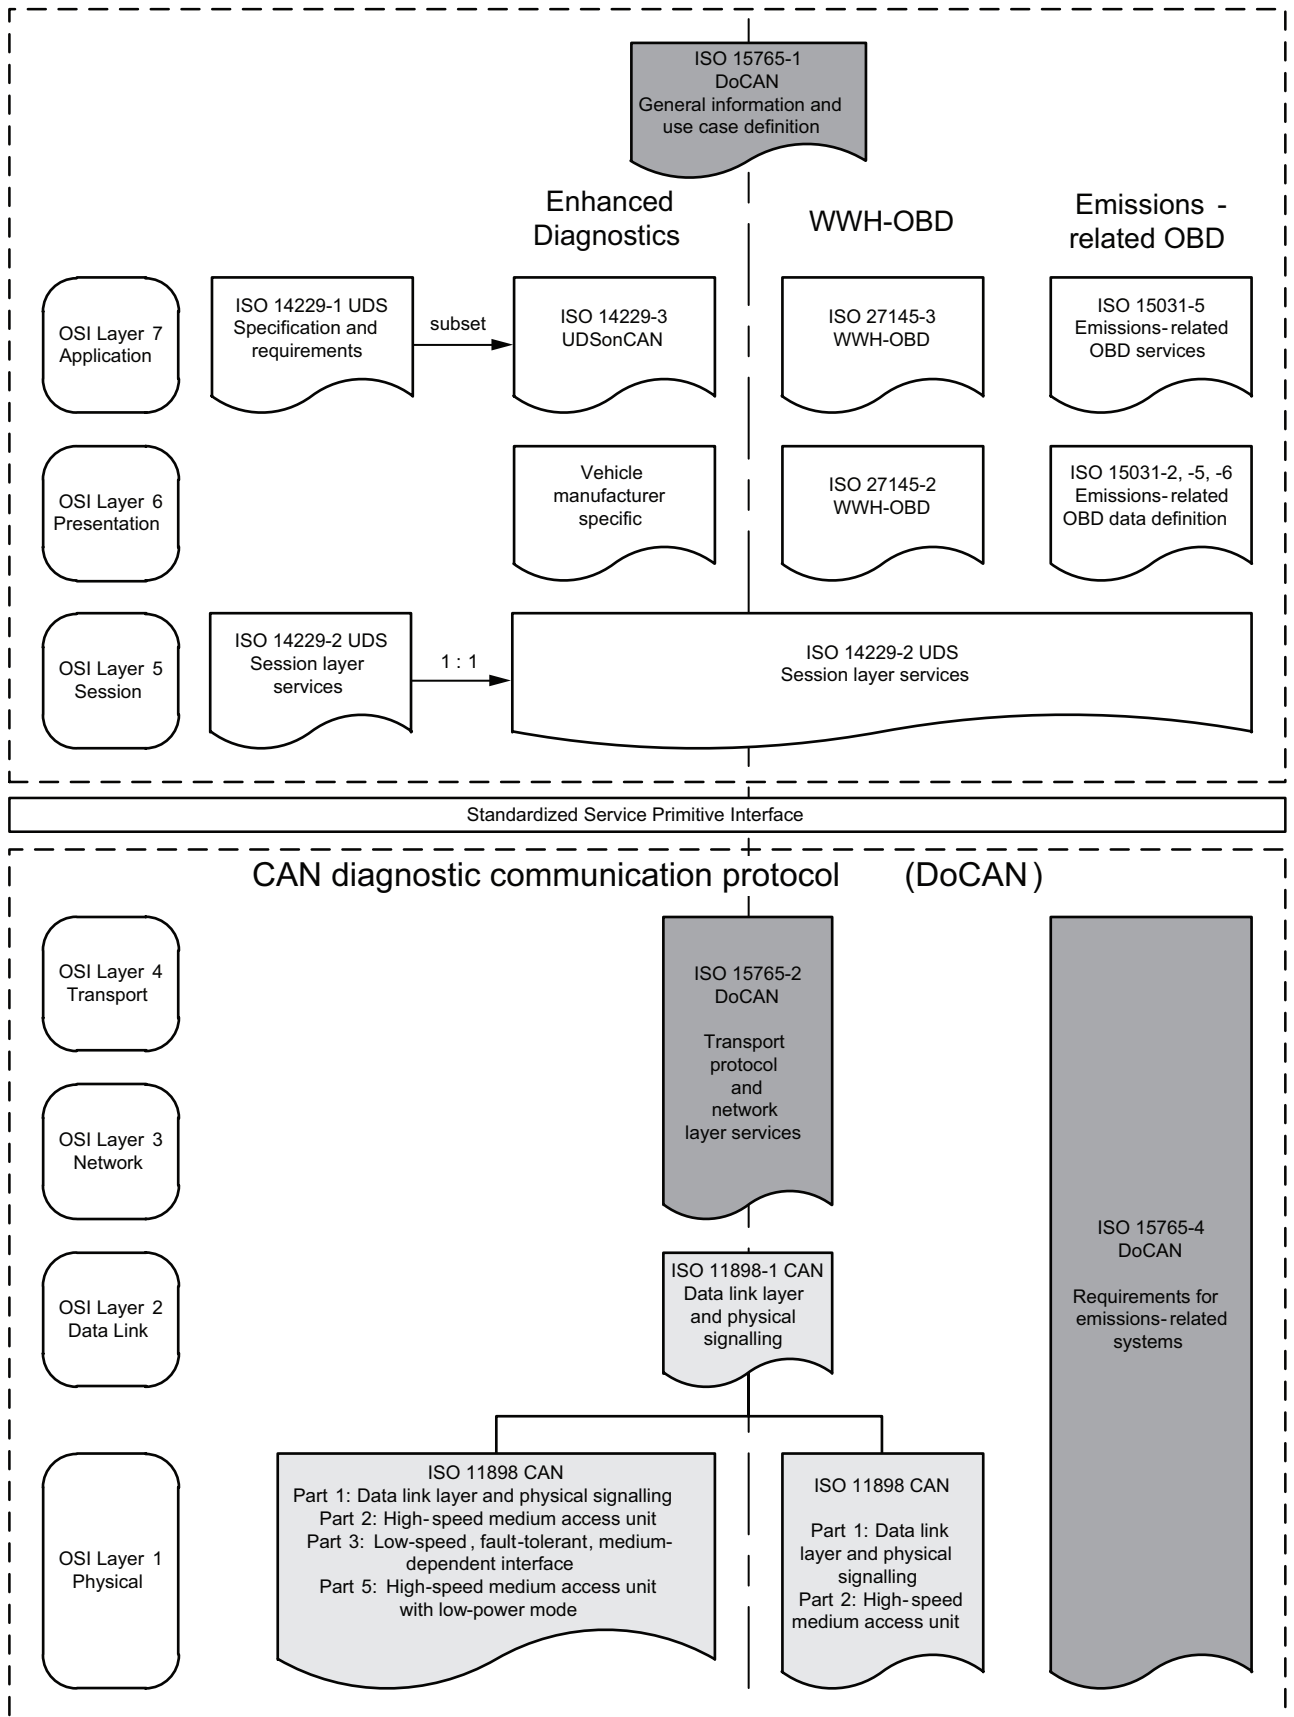 ISO 15765-1
DoCAN
General information and
use case definition
Enhanced
Diagnostics
WWH-OBD
Emissions -
related OBD
OSI Layer 7
Application
ISO 14229-1 UDS
Specification and
requirements
subset
ISO 14229-3
UDSonCAN
ISO 27145-3
WWH-OBD
ISO 15031-5
Emissions-related
OBD services
OSI Layer 6
Presentation
Vehicle
manufacturer
specific
ISO 27145-2
WWH-OBD
ISO 15031-2, -5, -6
Emissions-related
OBD data definition
OSI Layer 5
Session
ISO 14229-2 UDS
Session layer
services
1 : 1
ISO 14229-2 UDS
Session layer services
Standardized Service Primitive Interface
CAN diagnostic communication protocol (DoCAN)
OSI Layer 4
Transport
ISO 15765-2
DoCAN
Transport
protocol
and
network
layer services
OSI Layer 3
Network
ISO 15765-4
DoCAN
Requirements for
emissions-related
systems
OSI Layer 2
Data Link
ISO 11898-1 CAN
Data link layer
and physical
signalling
OSI Layer 1
Physical
ISO 11898 CAN
Part 1: Data link layer and physical signalling
Part 2: High-speed medium access unit
Part 3: Low-speed, fault-tolerant, medium-
dependent interface
Part 5: High-speed medium access unit
with low-power mode
ISO 11898 CAN
Part 1: Data link
layer and physical
signalling
Part 2: High-speed
medium access unit